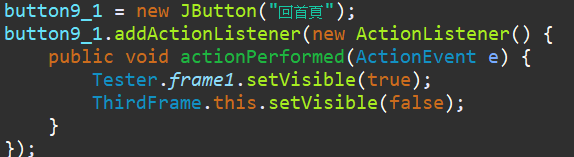 button9_1 = new JButton("回首頁");
button9_1.addActionListener(new ActionListener() {
public void actionPerformed(ActionEvent e) {
Tester.frame1.setVisible(true);
ThirdFrame.this.setVisible(false);
}
});